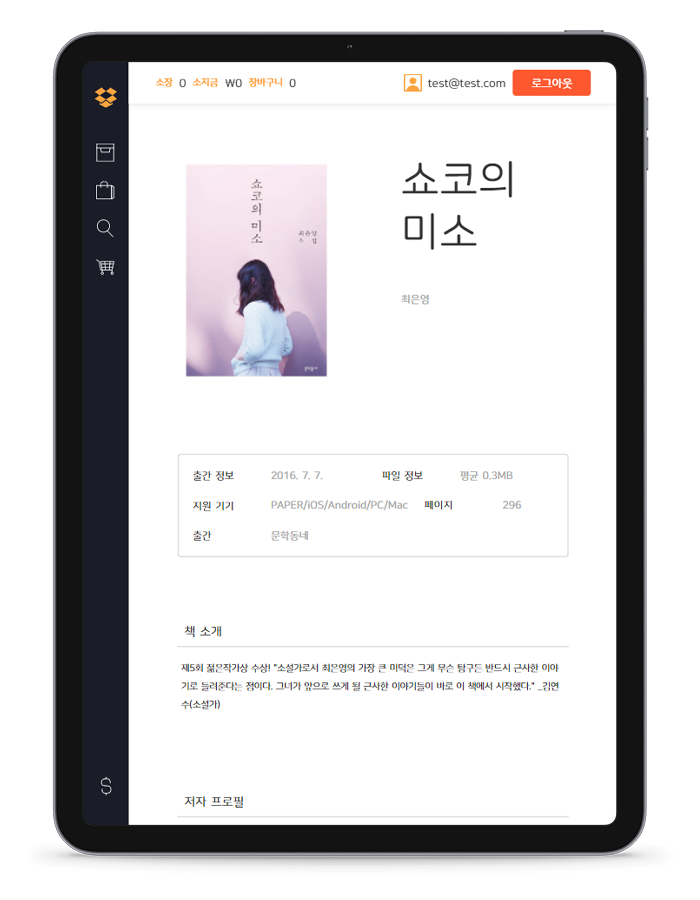 소장 0 소지금 ₩0 장바구니 0
test@test.com 로그아웃
쇼코의 미소
최은영
소설
문학동네
쇼코의
미소
최은영
출간 정보 2016. 7. 7. 파일 정보 평균 0.3MB
지원 기기 PAPER/iOS/Android/PC/Mac 페이지 296
출간 문학동네
책 소개
제5회 젊은작가상 수상! "소설가로서 최은영의 가장 큰 미덕은 그게 무슨 탐구든 반드시 근사한 이야
기로 들려준다는 점이다. 그녀가 앞으로 쓰게 될 근사한 이야기들이 바로 이 책에서 시작했다." _김연
수(소설가)
저자 프로필